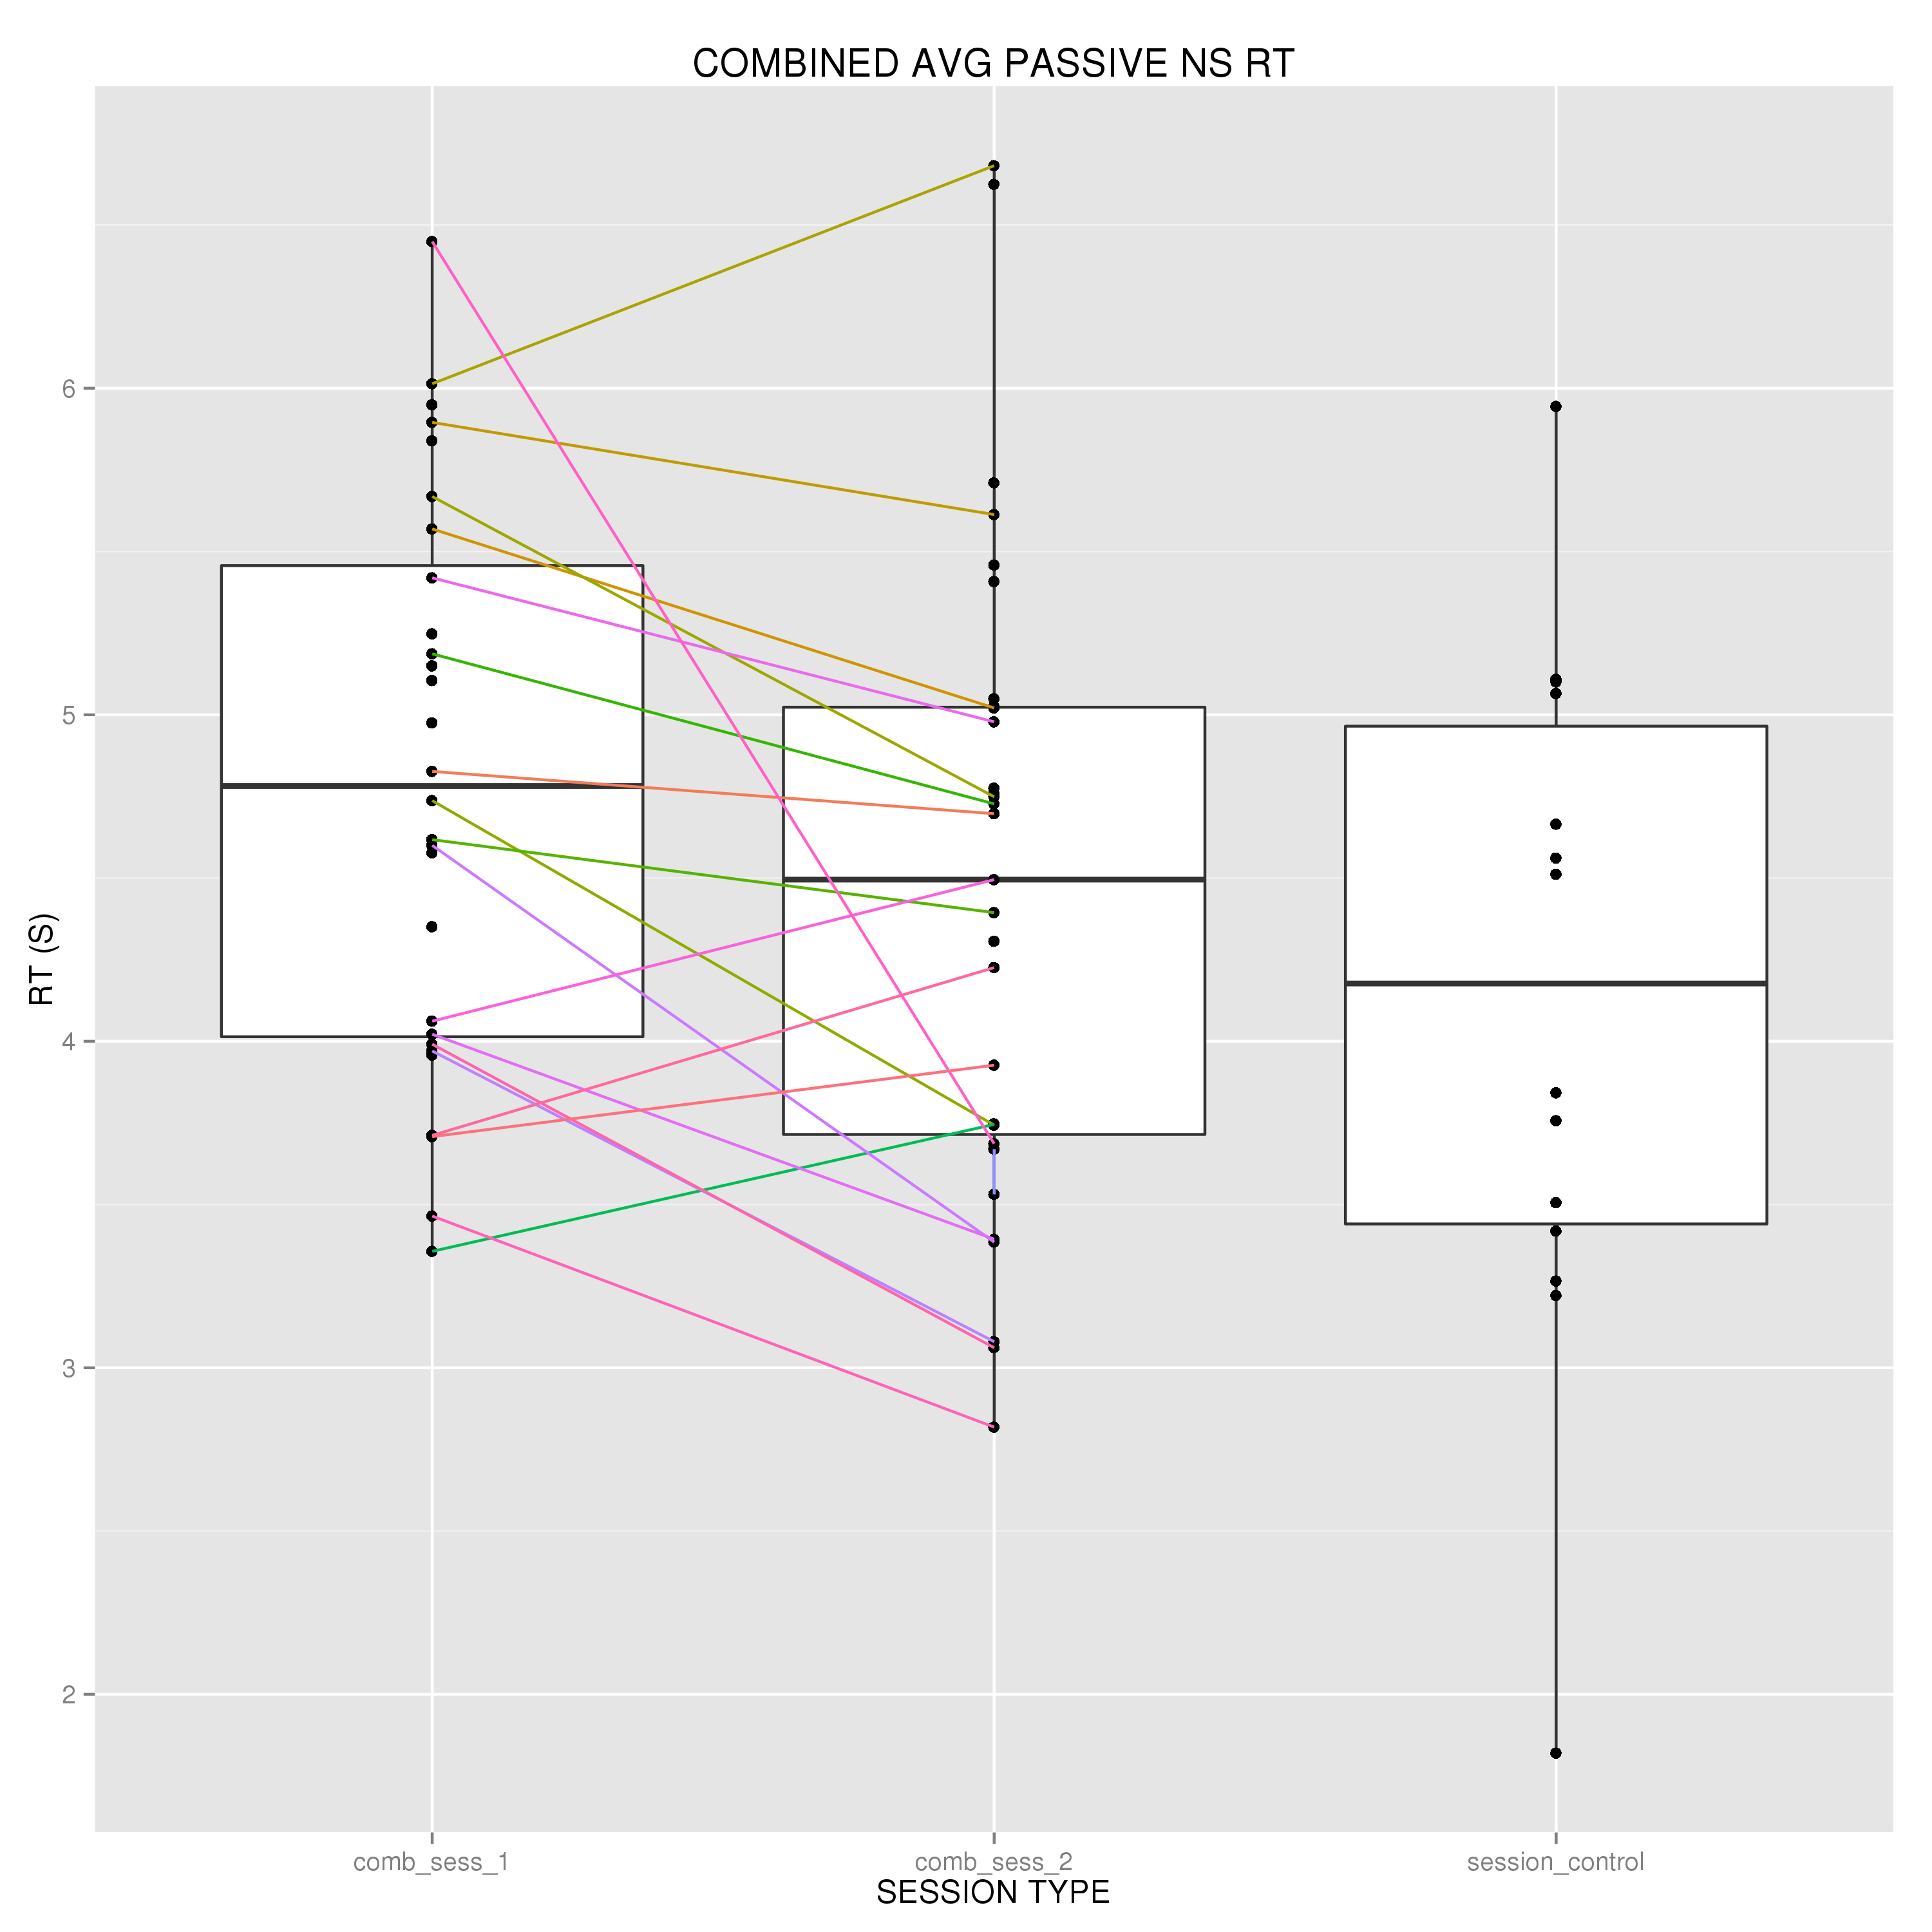 COMBINED AVG PASSIVE NS RT
RT (S)
6
5
4
3
2
comb_sess_1
comb_sess_2
session_control
SESSION TYPE